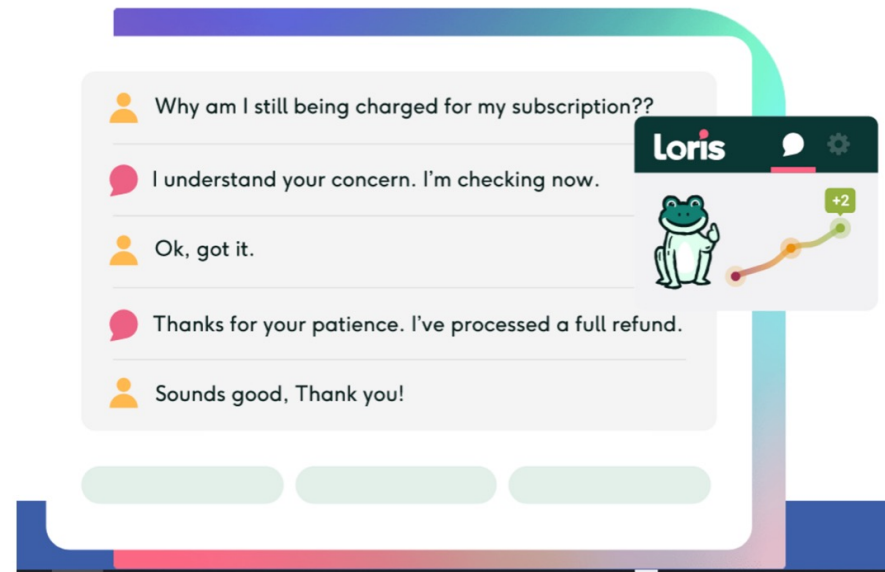 Why am I still being charged for my subscription??
Loris
I understand your concern. I'm checking now.
+2
Ok, got it.
Thanks for your patience. I've processed a full refund.
Sounds good, Thank you!